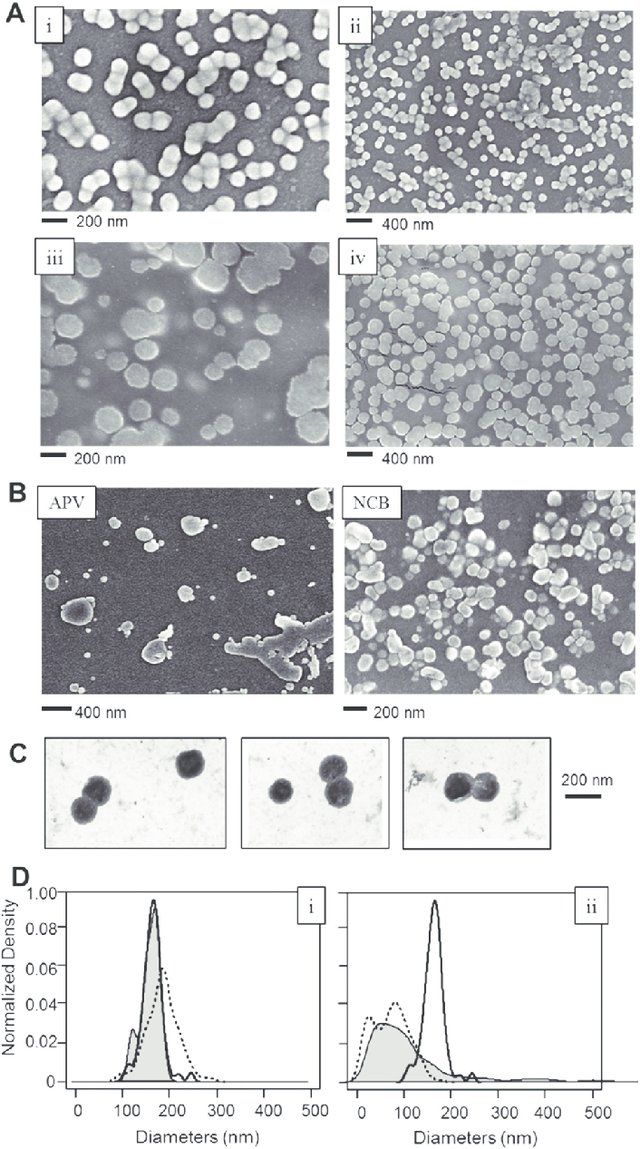 A
i
ii
200 nm
400 nm
iii
iv
200 nm
400 nm
B
APV
NCB
400 nm
200 nm
C
200 nm
D
i
ii
1.00
0.08
0.06
0.04
0.02
0
Normalized Density
0 100 200 300 400 500
0 100 200 300 400 500
Diameters (nm)
Diameters (nm)